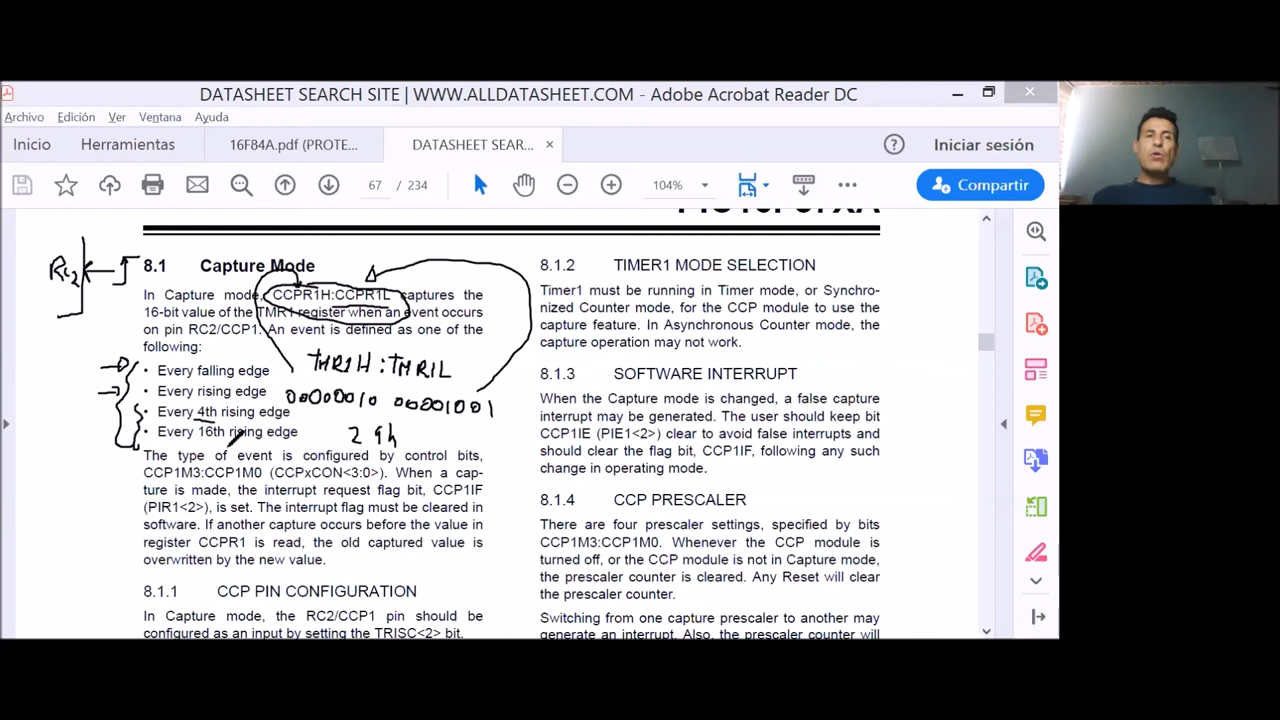 DATASHEET SEARCH SITE | WWW.ALLDATASHEET.COM - Adobe Acrobat Reader DC
Archivo Edición Ver Ventana Ayuda
Inicio Herramientas 16F84A.pdf (PROTE... DATASHEET SEAR... × Iniciar sesión
67 / 234 104% Compartir
8.1 Capture Mode
In Capture mode, CCPR1H:CCPR1L captures the
16-bit value of the TMR1 register when an event occurs
on pin RC2/CCP1. An event is defined as one of the
following:
• Every falling edge
• Every rising edge
• Every 4th rising edge
• Every 16th rising edge
The type of event is configured by control bits,
CCP1M3:CCP1M0 (CCPxCCN<3:0>). When a cap-
ture is made, the interrupt request flag bit, CCP1IF
(PIR1<2>), is set. The interrupt flag must be cleared in
software. If another capture occurs before the value in
register CCPR1 is read, the old captured value is
overwritten by the new value.
8.1.1 CCP PIN CONFIGURATION
In Capture mode, the RC2/CCP1 pin should be
configured as an input by setting the TRISC<2> bit.
RC2
TMR1H : TMR1L
00000010 00001001
2 9h
8.1.2 TIMER1 MODE SELECTION
Timer1 must be running in Timer mode, or Synchro-
nized Counter mode, for the CCP module to use the
capture feature. In Asynchronous Counter mode, the
capture operation may not work.
8.1.3 SOFTWARE INTERRUPT
When the Capture mode is changed, a false capture
interrupt may be generated. The user should keep bit
CCP1IE (PIE1<2>) clear to avoid false interrupts and
should clear the flag bit, CCP1IF, following any such
change in operating mode.
8.1.4 CCP PRESCALER
There are four prescaler settings, specified by bits
CCP1M3:CCP1M0. Whenever the CCP module is
turned off, or the CCP module is not in Capture mode,
the prescaler counter is cleared. Any Reset will clear
the prescaler counter.
Switching from one capture prescaler to another may
generate an interrupt. Also, the prescaler counter will